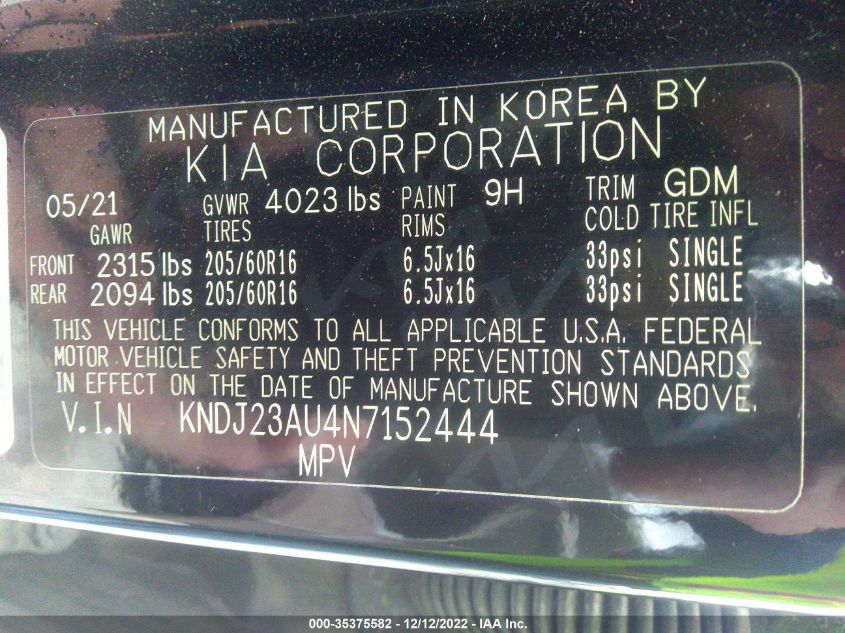 MANUFACTURED IN KOREA BY
KIA CORPORATION
05/21 GVWR 4023 lbs PAINT 9H TRIM GDM
GAWR TIRES RIMS COLD TIRE INFL
FRONT 2315 lbs 205/60R16 6.5Jx16 33psi SINGLE
REAR 2094 lbs 205/60R16 6.5Jx16 33psi SINGLE
THIS VEHICLE CONFORMS TO ALL APPLICABLE U.S.A. FEDERAL
MOTOR VEHICLE SAFETY AND THEFT PREVENTION STANDARDS
IN EFFECT ON THE DATE OF MANUFACTURE SHOWN ABOVE.
V.I.N KNDJ23AU4N7152444
MPV
000-35375582 - 12/12/2022 - IAA Inc.